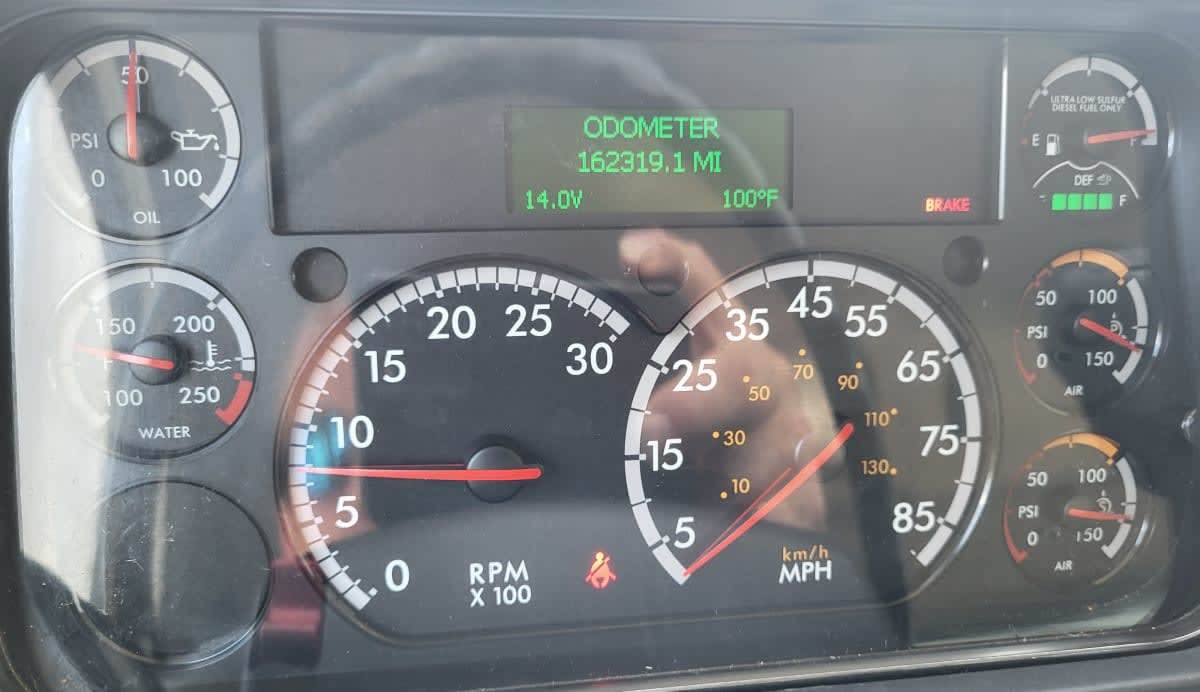 50
PSI
0 100
OIL
ODOMETER
162319.1 MI
14.0V 100°F
BRAKE
ULTRA LOW SULFUR
DIESEL FUEL ONLY
E F
DEF
F
150 200
100 250
WATER
0 5 10 15 20 25 30
RPM
X 100
5 15 25 35 45 55 65 75 85
10 30 50 70 90 110 130
km/h
MPH
50 100
PSI
0 150
AIR
50 100
PSI
0 150
AIR